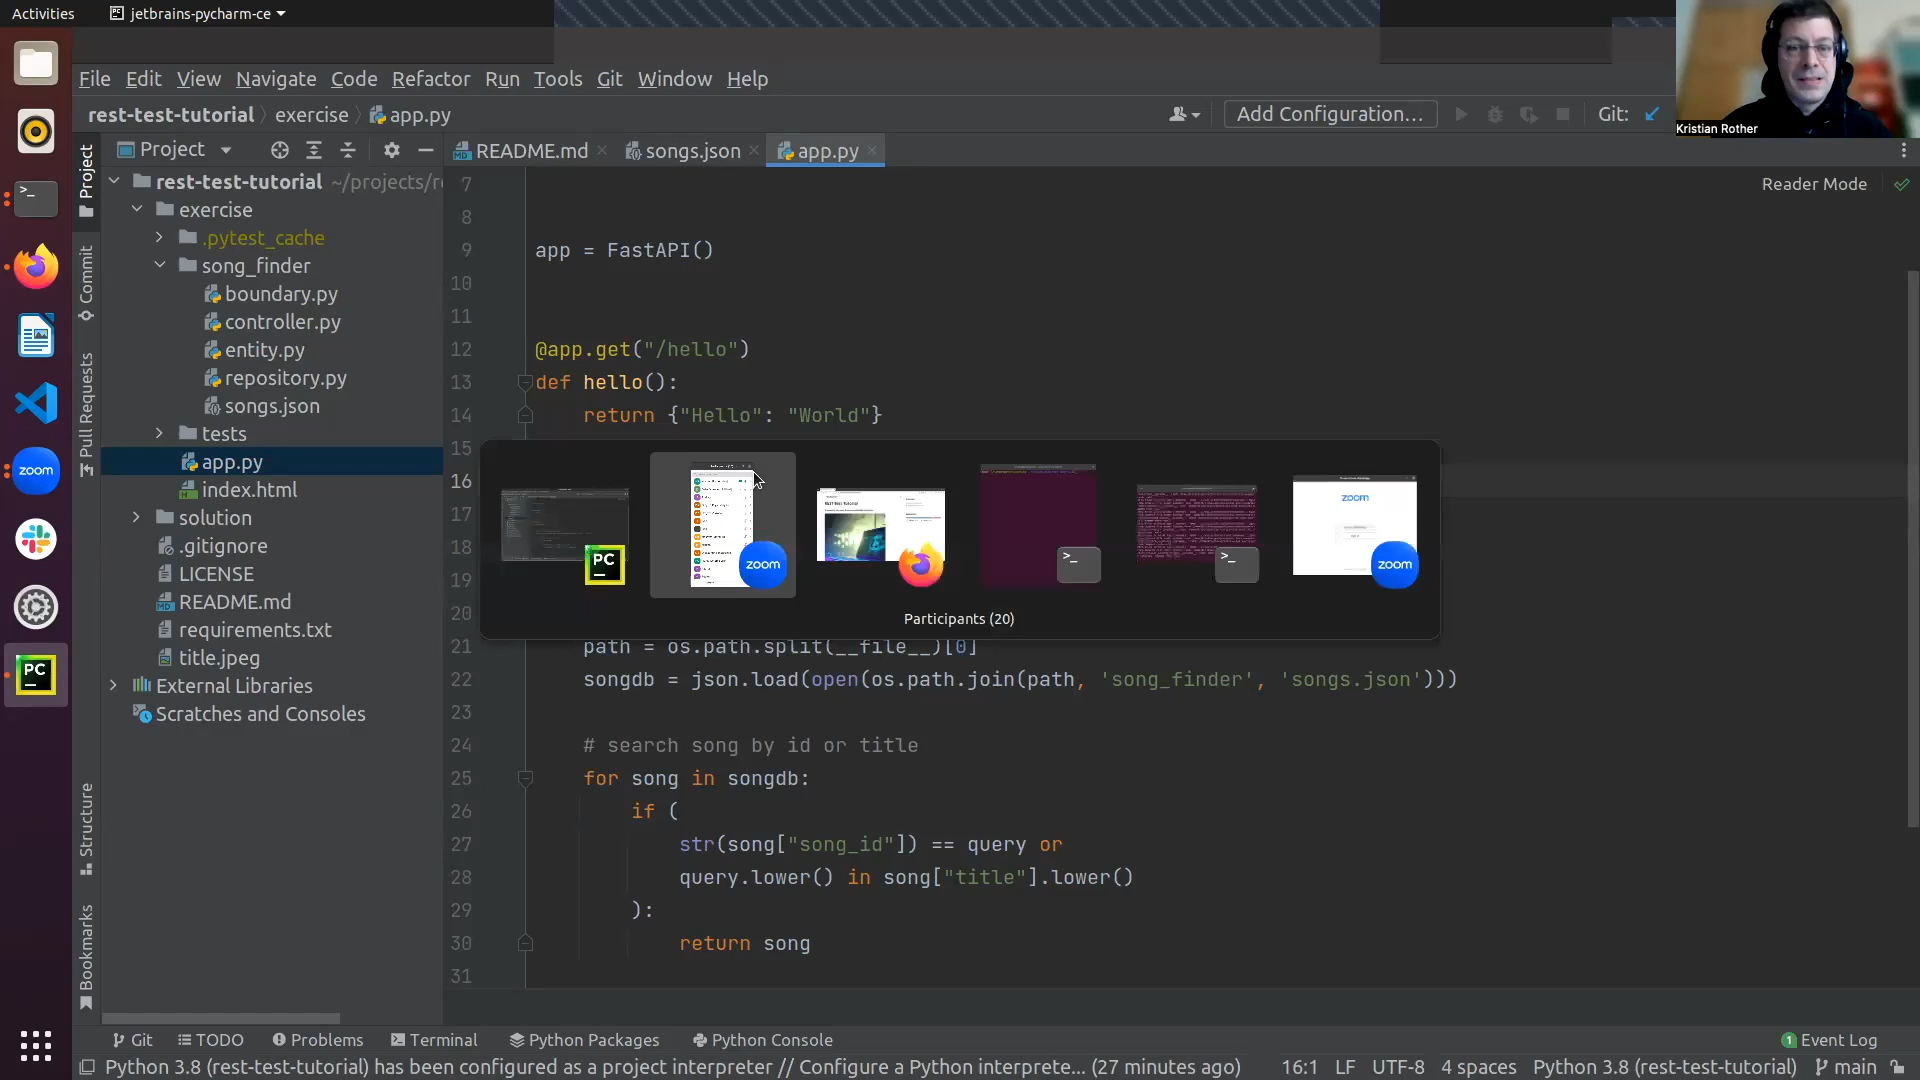 Activities
jetbrains-pycharm-ce
File Edit View Navigate Code Refactor Run Tools Git Window Help
rest-test-tutorial exercise app.py
Add Configuration...
Git:
Kristian Rother
Project
README.md
songs.json
app.py
Reader Mode
rest-test-tutorial ~/projects/r
exercise
.pytest_cache
song_finder
boundary.py
controller.py
entity.py
repository.py
songs.json
tests
app.py
index.html
solution
.gitignore
LICENSE
README.md
requirements.txt
title.jpeg
External Libraries
Scratches and Consoles
Project
Commit
Pull Requests
Structure
Bookmarks
zoom
PC
7
8
9 app = FastAPI()
10
11
12 @app.get("/hello")
13 def hello():
14 return {"Hello": "World"}
15
16
17
18
19
20
21 path = os.path.split(__file__)[0]
22 songdb = json.load(open(os.path.join(path, 'song_finder', 'songs.json')))
23
24 # search song by id or title
25 for song in songdb:
26 if (
27 str(song["song_id"]) == query or
28 query.lower() in song["title"].lower()
29 ):
30 return song
31
PC
zoom
>_
>_
zoom
zoom
Participants (20)
Git TODO Problems Terminal Python Packages Python Console
1 Event Log
Python 3.8 (rest-test-tutorial) has been configured as a project interpreter // Configure a Python interprete... (27 minutes ago)
16:1 LF UTF-8 4 spaces Python 3.8 (rest-test-tutorial) main